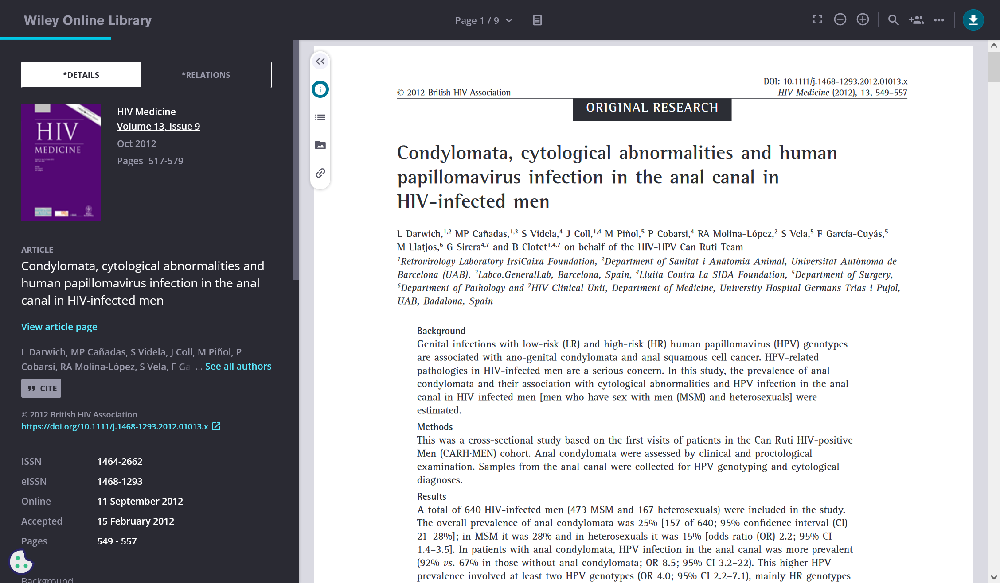 Wiley Online Library
Page 1 / 9
*DETAILS
*RELATIONS
HIV
MEDICINE
HIV Medicine
Volume 13, Issue 9
Oct 2012
Pages 517-579
ARTICLE
Condylomata, cytological abnormalities and
human papillomavirus infection in the anal
canal in HIV-infected men
View article page
L Darwich, MP Cañadas, S Videla, J Coll, M Piñol, P
Cobarsi, RA Molina-López, S Vela, F Ga ... See all authors
CITE
© 2012 British HIV Association
https://doi.org/10.1111/j.1468-1293.2012.01013.x
ISSN 1464-2662
eISSN 1468-1293
Online 11 September 2012
Accepted 15 February 2012
Pages 549 - 557
Background
DOI: 10.1111/j.1468-1293.2012.01013.x
© 2012 British HIV Association
HIV Medicine (2012), 13, 549–557
ORIGINAL RESEARCH
Condylomata, cytological abnormalities and human
papillomavirus infection in the anal canal in
HIV-infected men
L Darwich,1,2 MP Cañadas,1,3 S Videla,4 J Coll,1,4 M Piñol,5 P Cobarsi,4 RA Molina-López,2 S Vela,5 F García-Cuyás,5
M Llatjos,6 G Sirera4,7 and B Clotet1,4,7 on behalf of the HIV-HPV Can Ruti Team
1Retrovirology Laboratory IrsiCaixa Foundation, 2Department of Sanitat i Anatomia Animal, Universitat Autònoma de
Barcelona (UAB), 3Labco.GeneralLab, Barcelona, Spain, 4Lluita Contra La SIDA Foundation, 5Department of Surgery,
6Department of Pathology and 7HIV Clinical Unit, Department of Medicine, University Hospital Germans Trias i Pujol,
UAB, Badalona, Spain
Background
Genital infections with low-risk (LR) and high-risk (HR) human papillomavirus (HPV) genotypes
are associated with ano-genital condylomata and anal squamous cell cancer. HPV-related
pathologies in HIV-infected men are a serious concern. In this study, the prevalence of anal
condylomata and their association with cytological abnormalities and HPV infection in the anal
canal in HIV-infected men [men who have sex with men (MSM) and heterosexuals] were
estimated.
Methods
This was a cross-sectional study based on the first visits of patients in the Can Ruti HIV-positive
Men (CARH·MEN) cohort. Anal condylomata were assessed by clinical and proctological
examination. Samples from the anal canal were collected for HPV genotyping and cytological
diagnoses.
Results
A total of 640 HIV-infected men (473 MSM and 167 heterosexuals) were included in the study.
The overall prevalence of anal condylomata was 25% [157 of 640; 95% confidence interval (CI)
21–28%]; in MSM it was 28% and in heterosexuals it was 15% [odds ratio (OR) 2.2; 95% CI
1.4–3.5]. In patients with anal condylomata, HPV infection in the anal canal was more prevalent
(92% vs. 67% in those without anal condylomata; OR 8.5; 95% CI 3.2–22). This higher HPV
prevalence involved at least two HPV genotypes (OR 4.0; 95% CI 2.2–7.1), mainly HR genotypes